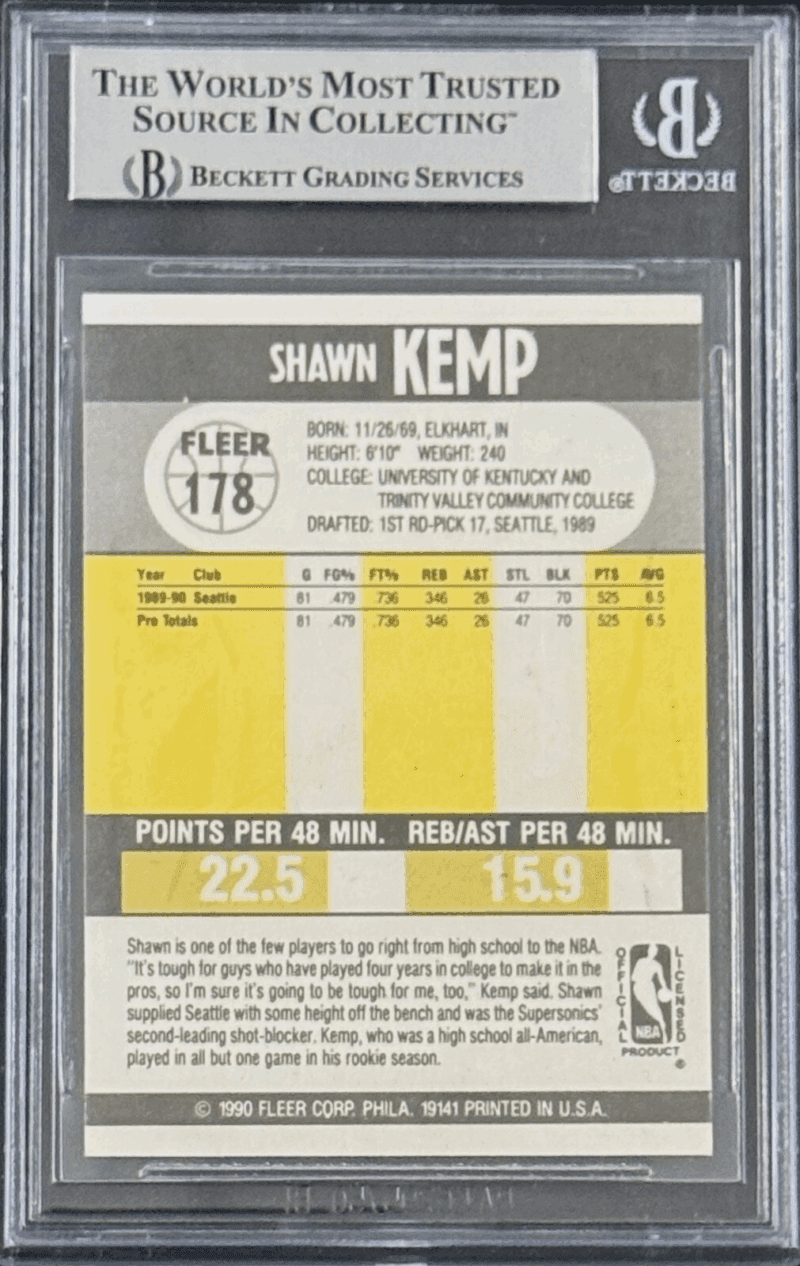 THE WORLD'S MOST TRUSTED
SOURCE IN COLLECTING™
(B) BECKETT GRADING SERVICES
B
BECKETT®
SHAWN KEMP
FLEER
178
BORN: 11/26/69, ELKHART, IN
HEIGHT: 6'10" WEIGHT: 240
COLLEGE: UNIVERSITY OF KENTUCKY AND
TRINITY VALLEY COMMUNITY COLLEGE
DRAFTED: 1ST RD-PICK 17, SEATTLE, 1989
Year Club G FG% FT% REB AST STL BLK PTS AVG
1989-90 Seattle 81 .479 .736 346 26 47 70 525 6.5
Pro Totals 81 .479 .736 346 26 47 70 525 6.5
POINTS PER 48 MIN. REB/AST PER 48 MIN.
22.5 15.9
Shawn is one of the few players to go right from high school to the NBA.
"It's tough for guys who have played four years in college to make it in the
pros, so I'm sure it's going to be tough for me, too," Kemp said. Shawn
supplied Seattle with some height off the bench and was the Supersonics'
second-leading shot-blocker. Kemp, who was a high school all-American,
played in all but one game in his rookie season.
OFFICIAL LICENSED
NBA
PRODUCT
®
© 1990 FLEER CORP. PHILA. 19141 PRINTED IN U.S.A.